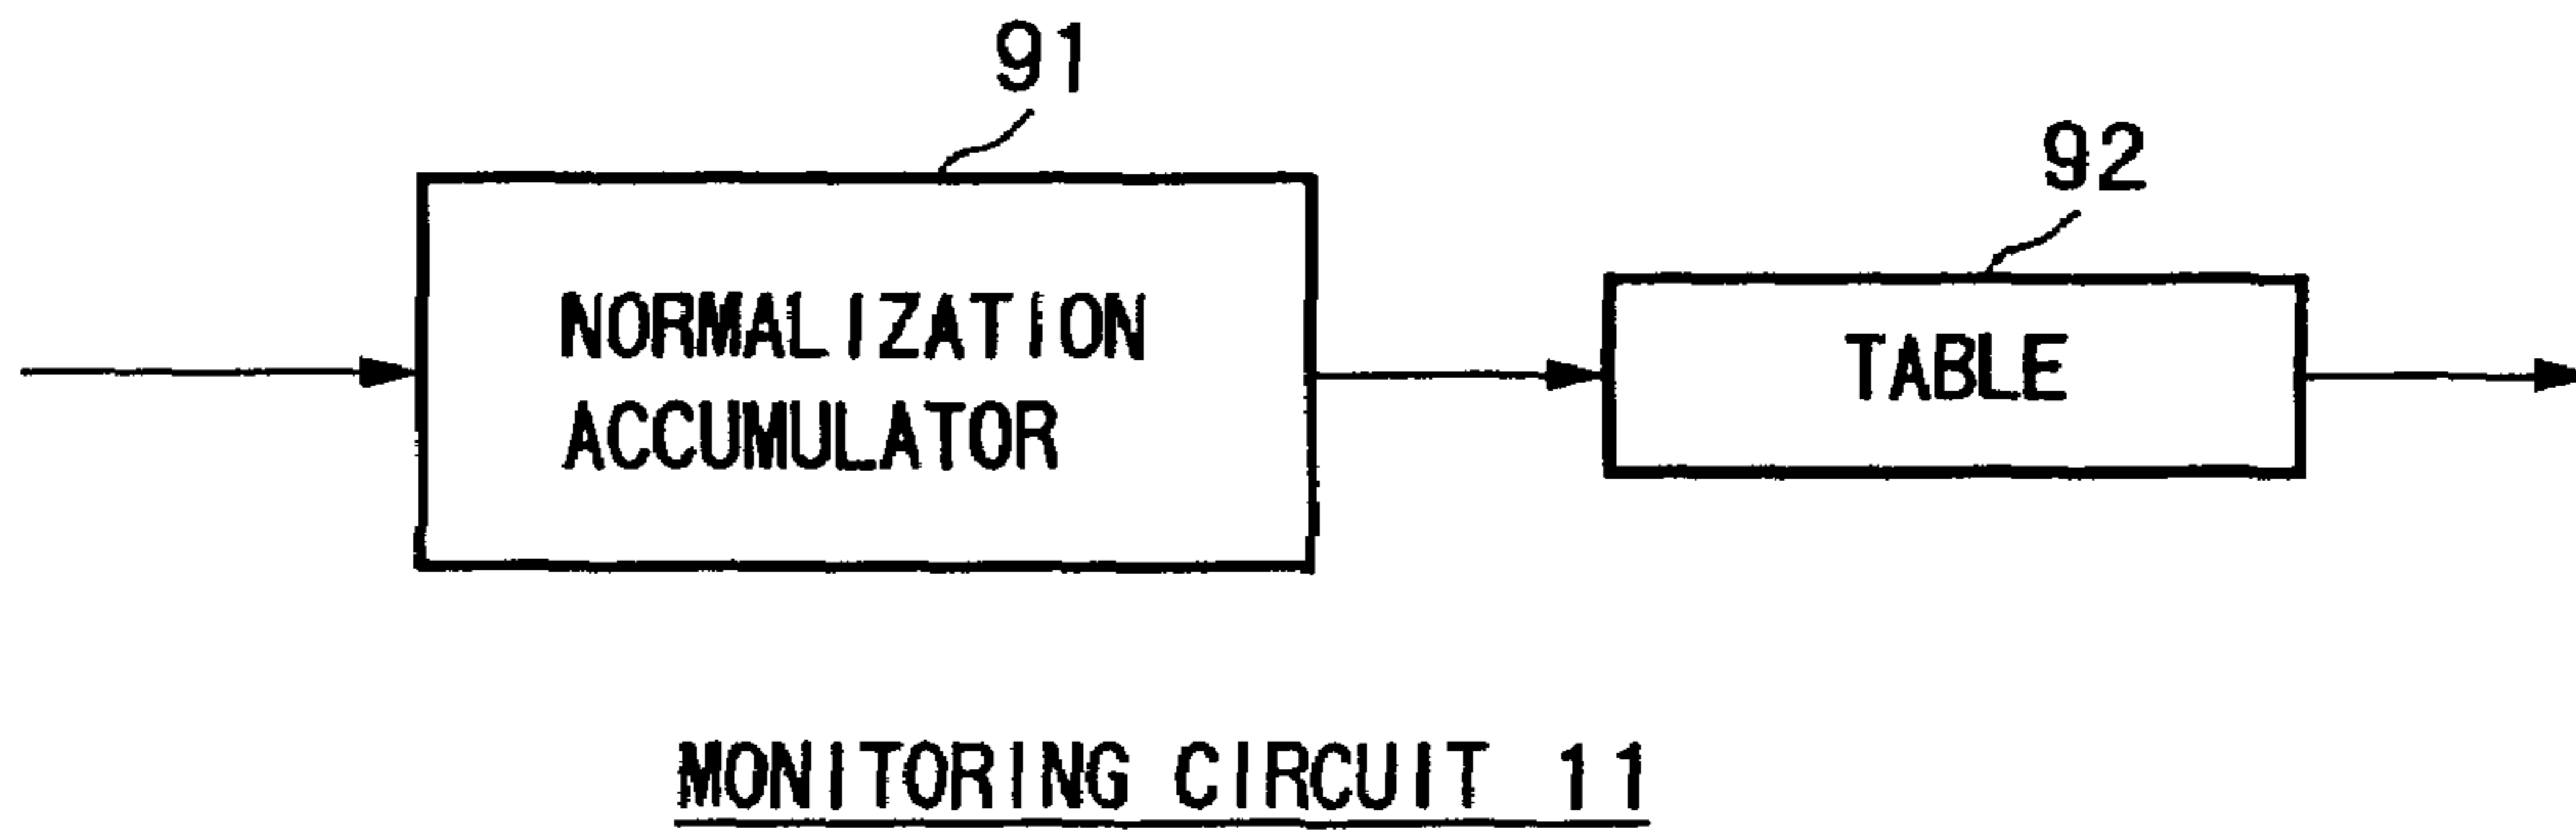 91
92
NORMALIZATION
ACCUMULATOR
TABLE
MONITORING CIRCUIT 11